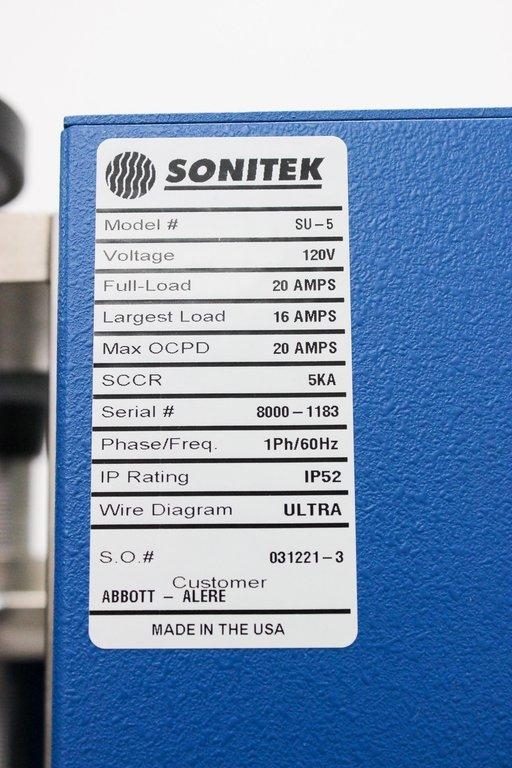 SONITEK
Model # SU-5
Voltage 120V
Full-Load 20 AMPS
Largest Load 16 AMPS
Max OCPD 20 AMPS
SCCR 5KA
Serial # 8000-1183
Phase/Freq. 1Ph/60Hz
IP Rating IP52
Wire Diagram ULTRA
S.O.# 031221-3
Customer
ABBOTT - ALERE
MADE IN THE USA